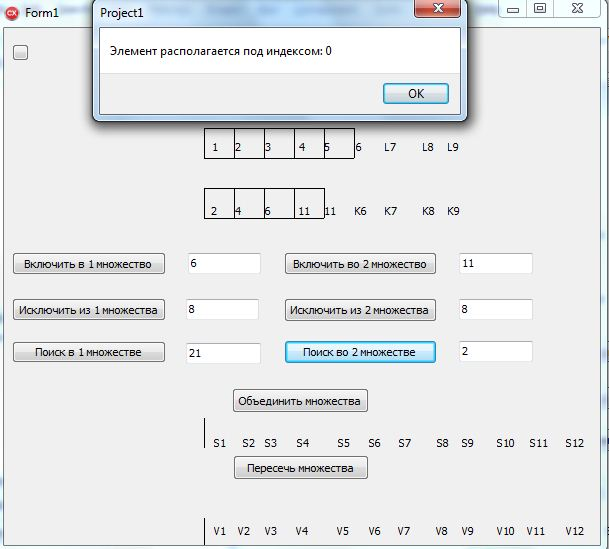 Form1
Project1
Элемент располагается под индексом: 0
OK
1 2 3 4 5 6 L7 L8 L9
2 4 6 11 11 K6 K7 K8 K9
Включить в 1 множество 6 Включить во 2 множество 11
Исключить из 1 множества 8 Исключить из 2 множества 8
Поиск в 1 множестве 21 Поиск во 2 множестве 2
Объединить множества
S1 S2 S3 S4 S5 S6 S7 S8 S9 S10 S11 S12
Пересечь множества
V1 V2 V3 V4 V5 V6 V7 V8 V9 V10 V11 V12